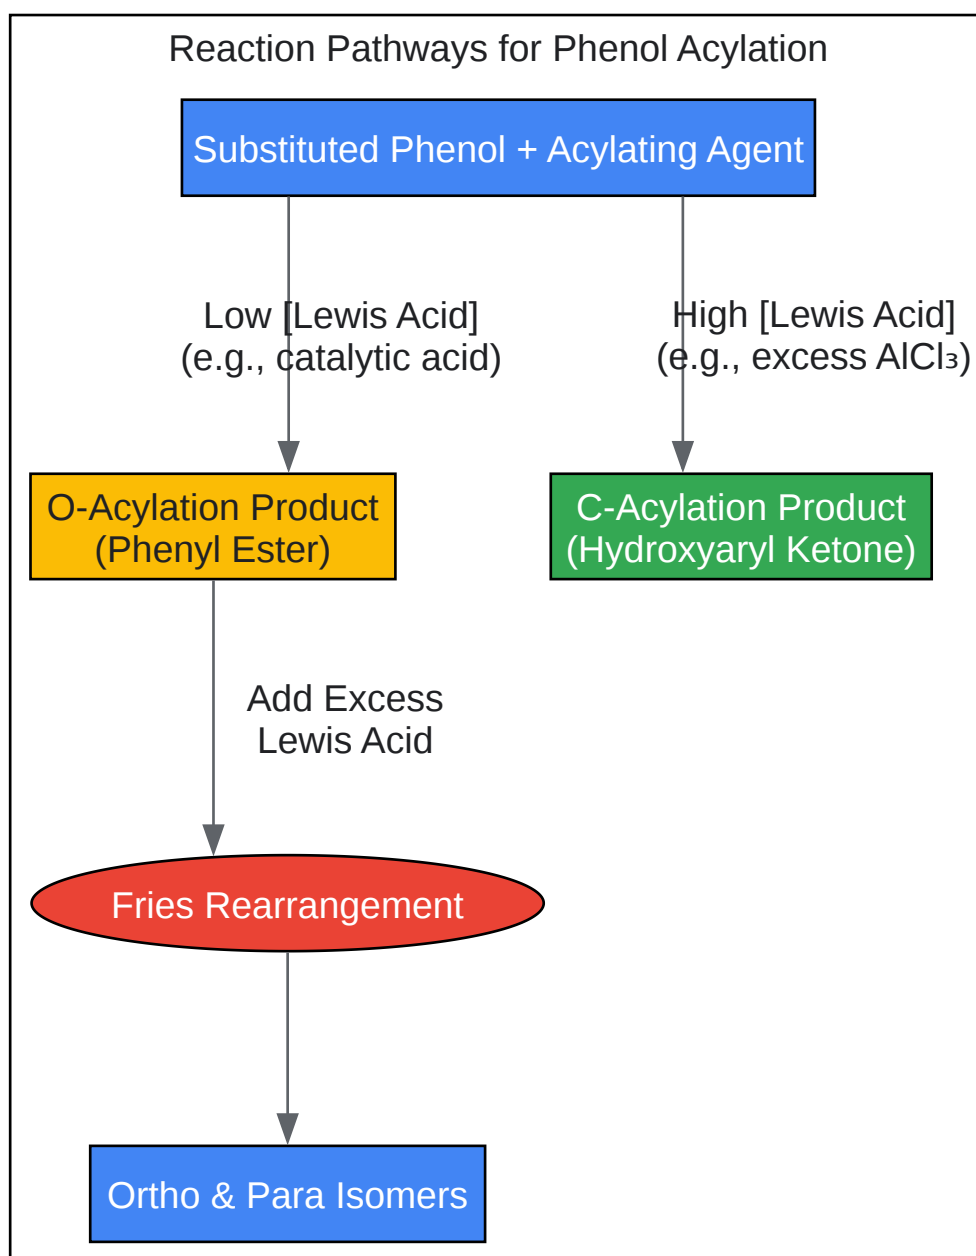 Reaction Pathways for Phenol Acylation
Substituted Phenol + Acylating Agent
Low [Lewis Acid]
(e.g., catalytic acid)
High [Lewis Acid]
(e.g., excess AlCl₃)
O-Acylation Product
(Phenyl Ester)
C-Acylation Product
(Hydroxyaryl Ketone)
Add Excess
Lewis Acid
Fries Rearrangement
Ortho & Para Isomers